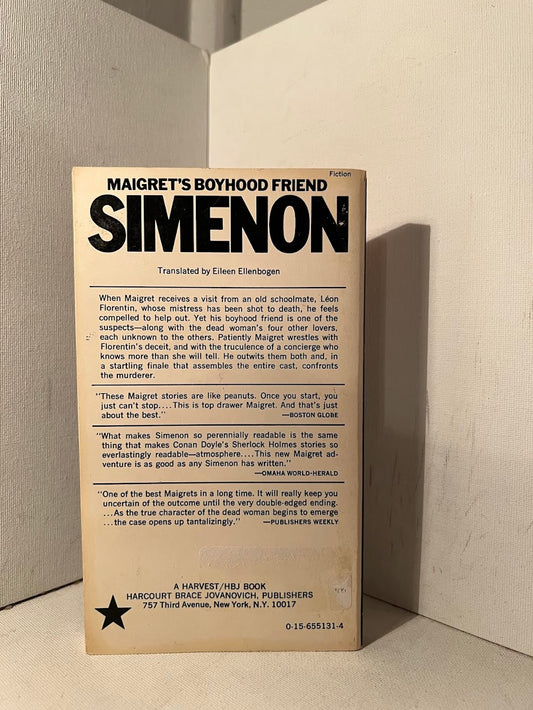 Fiction
MAIGRET'S BOYHOOD FRIEND
SIMENON
Translated by Eileen Ellenbogen
When Maigret receives a visit from an old schoolmate, Léon
Florentin, whose mistress has been shot to death, he feels
compelled to help out. Yet his boyhood friend is one of the
suspects—along with the dead woman's four other lovers,
each unknown to the others. Patiently Maigret wrestles with
Florentin's deceit, and with the truculence of a concierge who
knows more than she will tell. He outwits them both and, in
a startling finale that assembles the entire cast, confronts
the murderer.
"These Maigret stories are like peanuts. Once you start, you
just can't stop....This is top drawer Maigret. And that's just
about the best." —BOSTON GLOBE
"What makes Simenon so perennially readable is the same
thing that makes Conan Doyle's Sherlock Holmes stories so
everlastingly readable—atmosphere....This new Maigret ad-
venture is as good as any Simenon has written."
—OMAHA WORLD-HERALD
"One of the best Maigrets in a long time. It will really keep you
uncertain of the outcome until the very double-edged ending.
...As the true character of the dead woman begins to emerge
...the case opens up tantalizingly." —PUBLISHERS WEEKLY
A HARVEST/HBJ BOOK
HARCOURT BRACE JOVANOVICH, PUBLISHERS
757 Third Avenue, New York, N.Y. 10017
0-15-655131-4